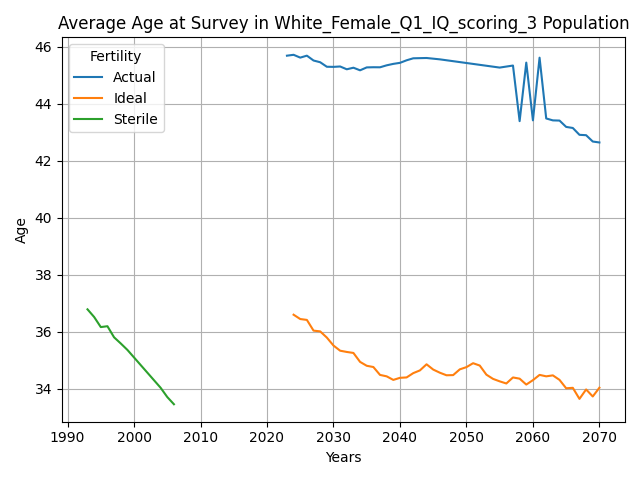 Average Age at Survey in White_Female_Q1_IQ_scoring_3 Population
Fertility
Actual
Ideal
Sterile
46
44
42
40
38
36
34
Age
1990
2000
2010
2020
2030
2040
2050
2060
2070
Years